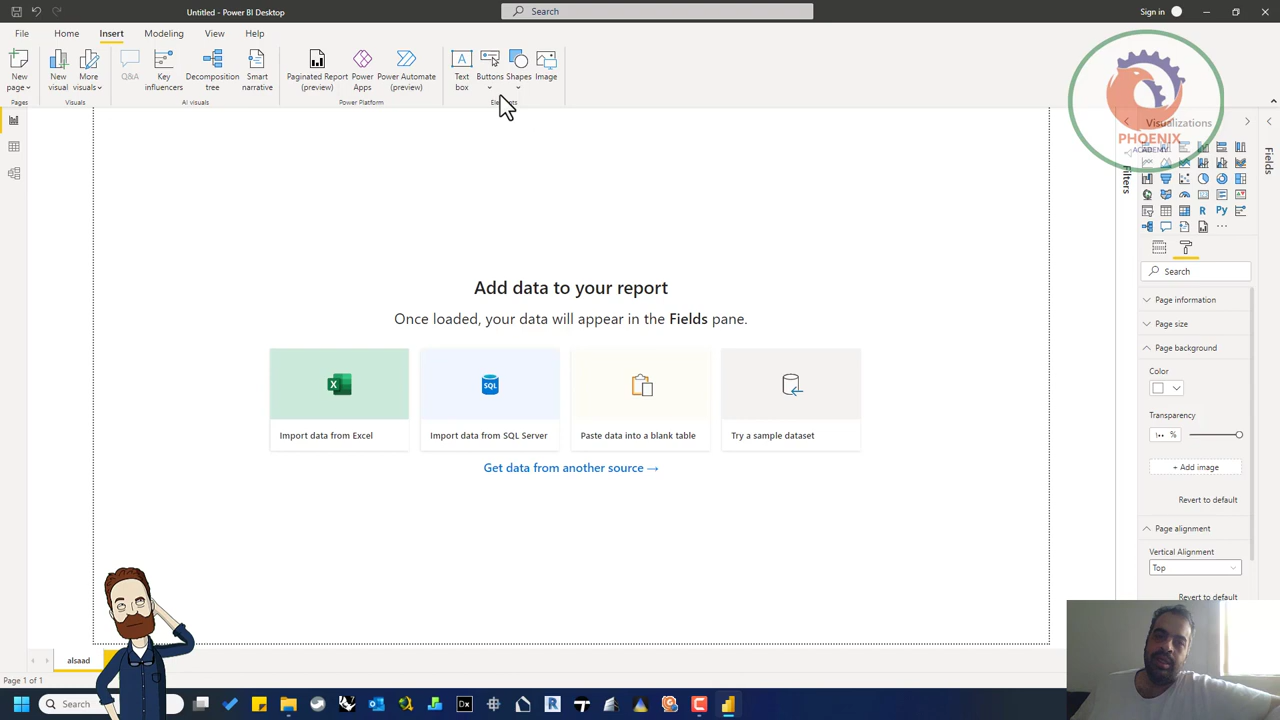 Untitled - Power BI Desktop
Search
Sign in
File
Home
Insert
Modeling
View
Help
New page
New visual
More visuals
Q&A
Key influencers
Decomposition tree
Smart narrative
Paginated Report (preview)
Power Apps
Power Automate (preview)
Text box
Buttons
Shapes
Image
Pages
Visuals
AI visuals
Power Platform
PHOENIX
ACADEMY
Visualizations
Filters
Fields
R
Py
Search
Page information
Page size
Page background
Color
Transparency
%
+ Add image
Revert to default
Page alignment
Vertical Alignment
Top
Revert to default
Add data to your report
Once loaded, your data will appear in the Fields pane.
SQL
Import data from Excel
Import data from SQL Server
Paste data into a blank table
Try a sample dataset
Get data from another source →
alsaad
Page 1 of 1
Search
Dx
R